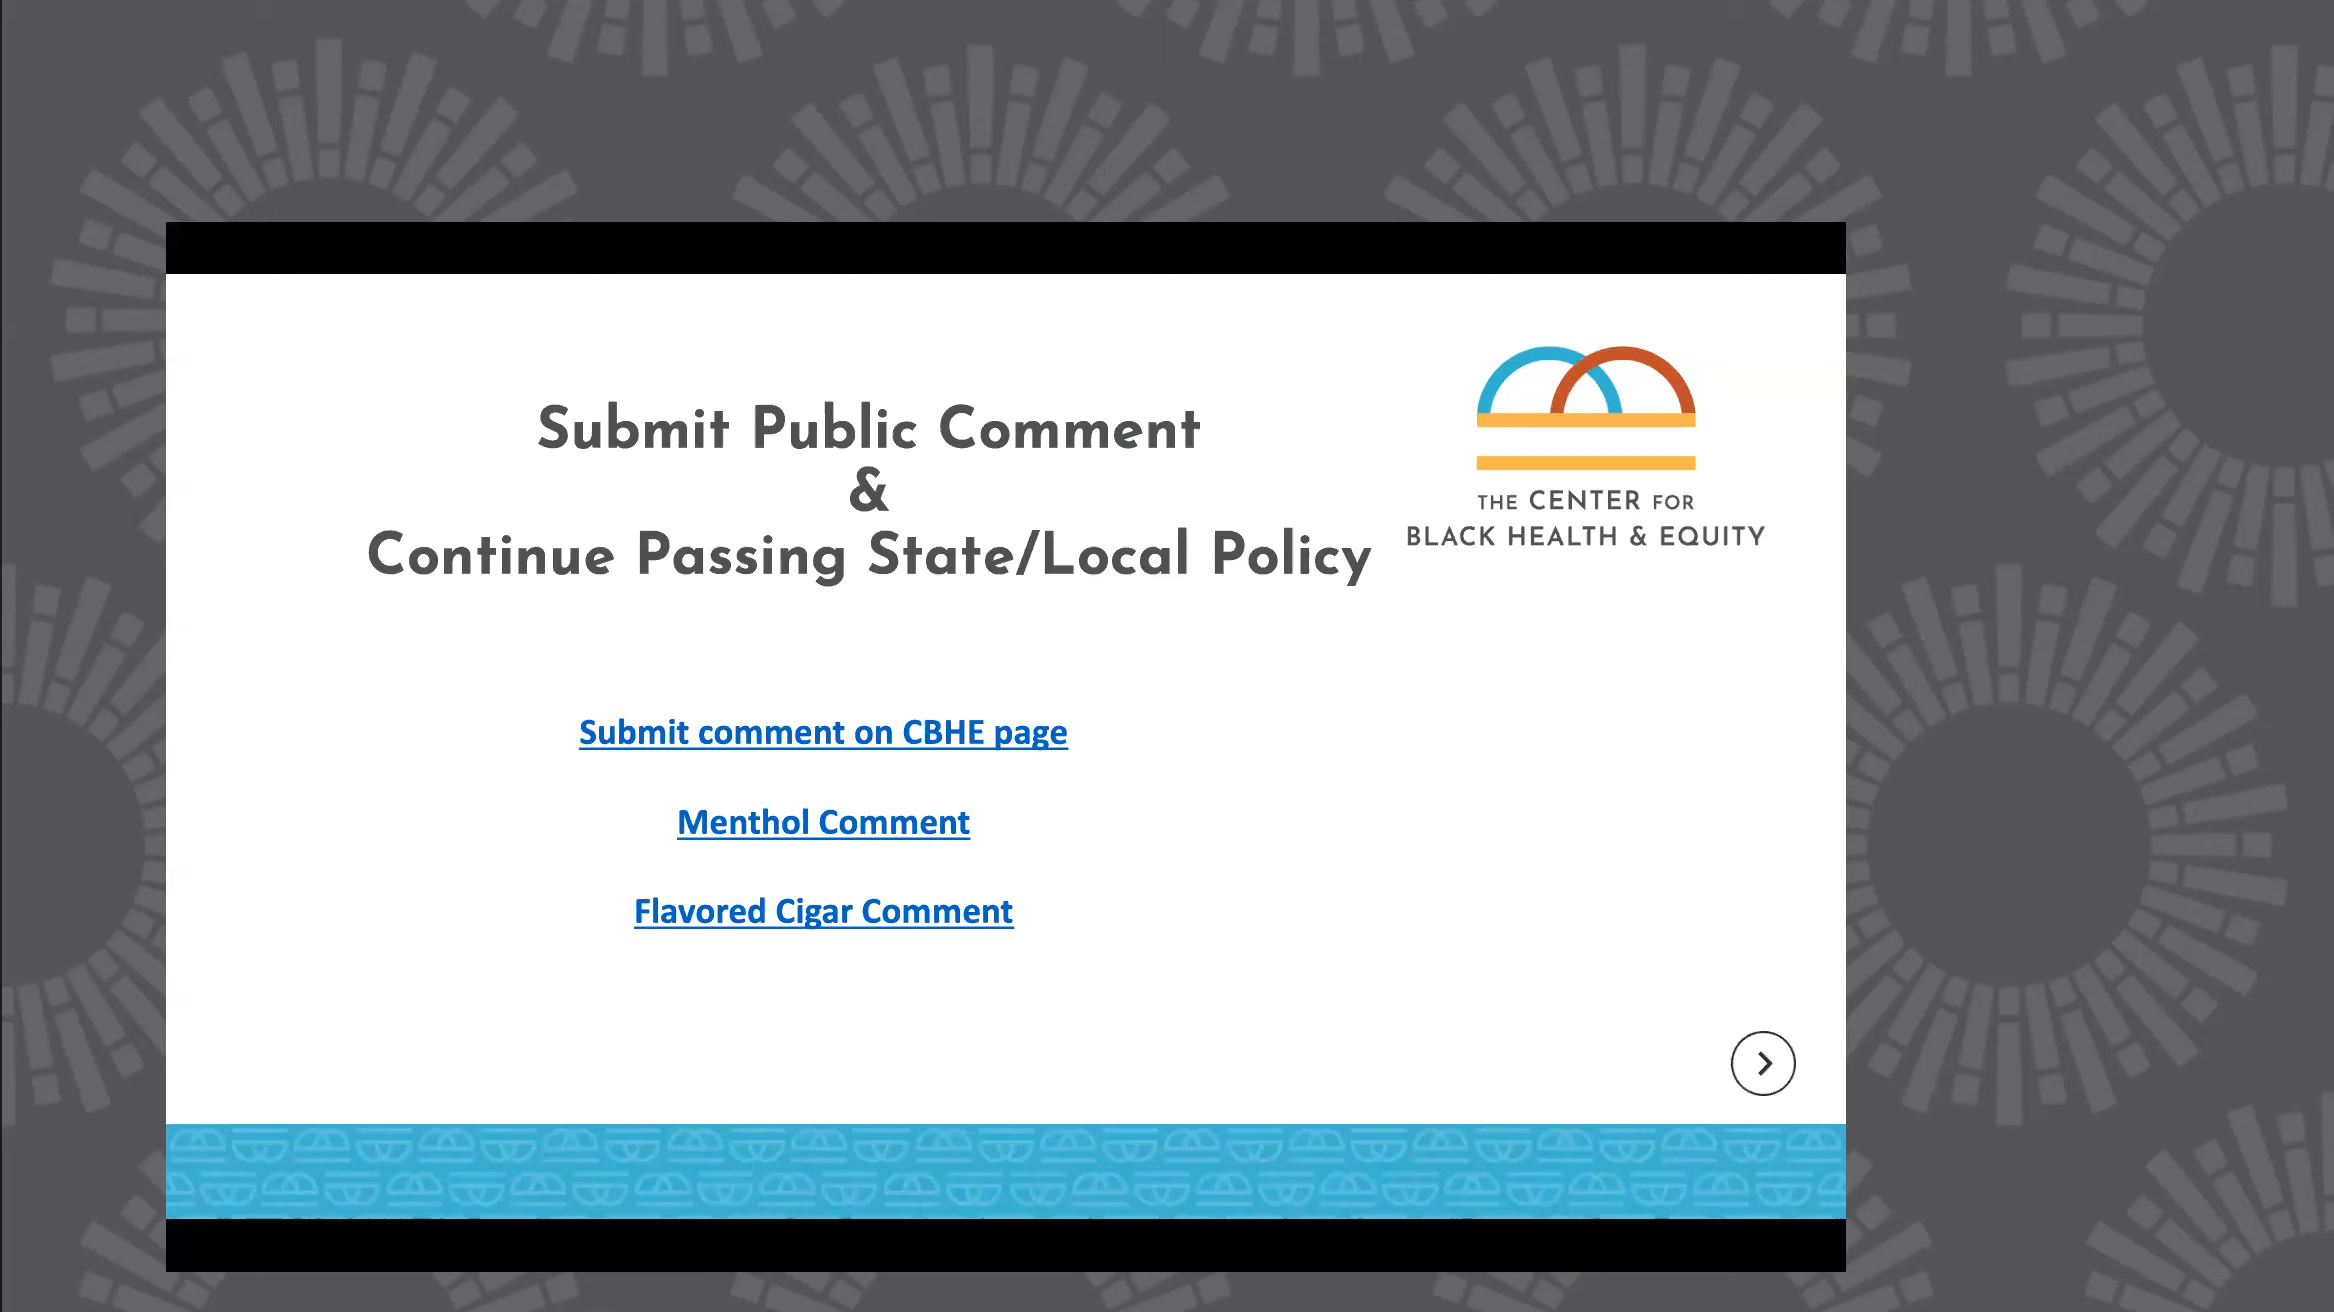 Submit Public Comment
&
Continue Passing State/Local Policy
THE CENTER FOR
BLACK HEALTH & EQUITY
Submit comment on CBHE page
Menthol Comment
Flavored Cigar Comment